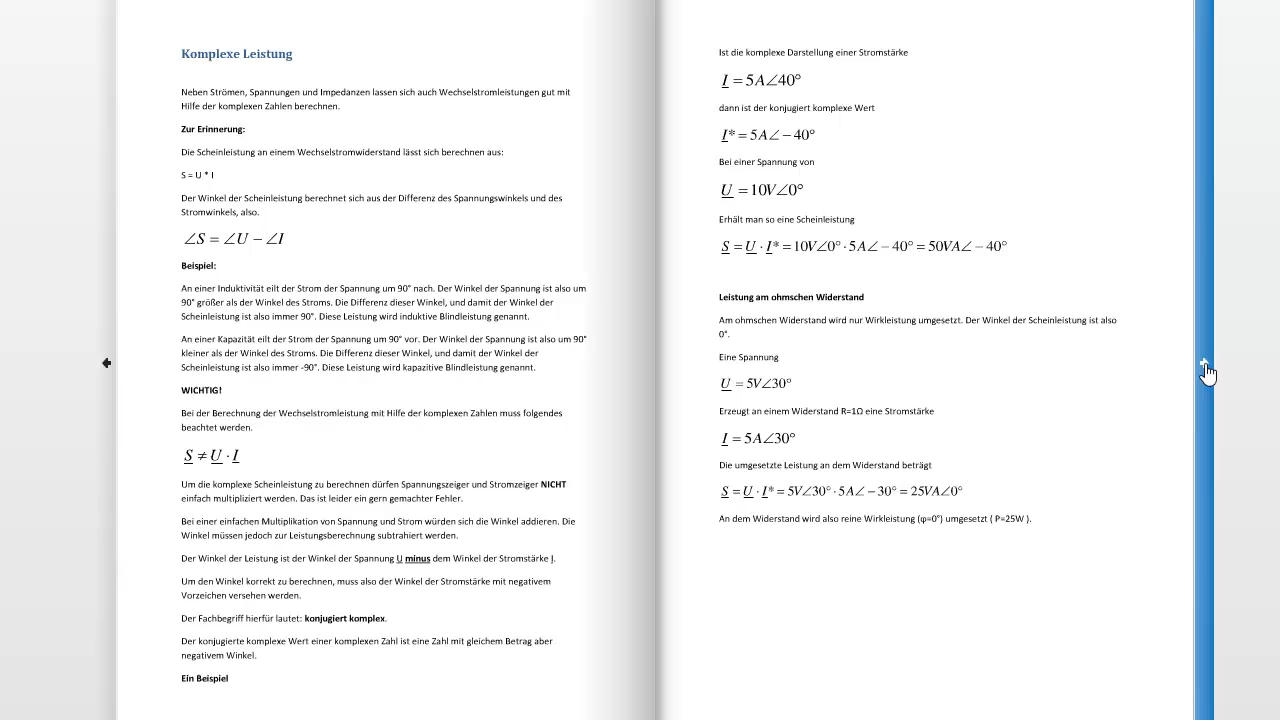 Komplexe Leistung
Neben Strömen, Spannungen und Impedanzen lassen sich auch Wechselstromleistungen gut mit
Hilfe der komplexen Zahlen berechnen.
Zur Erinnerung:
Die Scheinleistung an einem Wechselstromwiderstand lässt sich berechnen aus:
S = U * I
Der Winkel der Scheinleistung berechnet sich aus der Differenz des Spannungswinkels und des
Stromwinkels, also.
∠S = ∠U − ∠I
Beispiel:
An einer Induktivität eilt der Strom der Spannung um 90° nach. Der Winkel der Spannung ist also um
90° größer als der Winkel des Stroms. Die Differenz dieser Winkel, und damit der Winkel der
Scheinleistung ist also immer 90°. Diese Leistung wird induktive Blindleistung genannt.
An einer Kapazität eilt der Strom der Spannung um 90° vor. Der Winkel der Spannung ist also um 90°
kleiner als der Winkel des Stroms. Die Differenz dieser Winkel, und damit der Winkel der
Scheinleistung ist also immer -90°. Diese Leistung wird kapazitive Blindleistung genannt.
WICHTIG!
Bei der Berechnung der Wechselstromleistung mit Hilfe der komplexen Zahlen muss folgendes
beachtet werden.
S ≠ U · I
Um die komplexe Scheinleistung zu berechnen dürfen Spannungszeiger und Stromzeiger NICHT
einfach multipliziert werden. Das ist leider ein gern gemachter Fehler.
Bei einer einfachen Multiplikation von Spannung und Strom würden sich die Winkel addieren. Die
Winkel müssen jedoch zur Leistungsberechnung subtrahiert werden.
Der Winkel der Leistung ist der Winkel der Spannung U minus dem Winkel der Stromstärke I.
Um den Winkel korrekt zu berechnen, muss also der Winkel der Stromstärke mit negativem
Vorzeichen versehen werden.
Der Fachbegriff hierfür lautet: konjugiert komplex.
Der konjugierte komplexe Wert einer komplexen Zahl ist eine Zahl mit gleichem Betrag aber
negativem Winkel.
Ein Beispiel
Ist die komplexe Darstellung einer Stromstärke
I = 5A∠40°
dann ist der konjugiert komplexe Wert
I* = 5A∠ − 40°
Bei einer Spannung von
U = 10V∠0°
Erhält man so eine Scheinleistung
S = U · I* = 10V∠0° · 5A∠ − 40° = 50VA∠ − 40°
Leistung am ohmschen Widerstand
Am ohmschen Widerstand wird nur Wirkleistung umgesetzt. Der Winkel der Scheinleistung ist also
0°.
Eine Spannung
U = 5V∠30°
Erzeugt an einem Widerstand R=1Ω eine Stromstärke
I = 5A∠30°
Die umgesetzte Leistung an dem Widerstand beträgt
S = U · I* = 5V∠30° · 5A∠ − 30° = 25VA∠0°
An dem Widerstand wird also reine Wirkleistung (φ=0°) umgesetzt ( P=25W ).